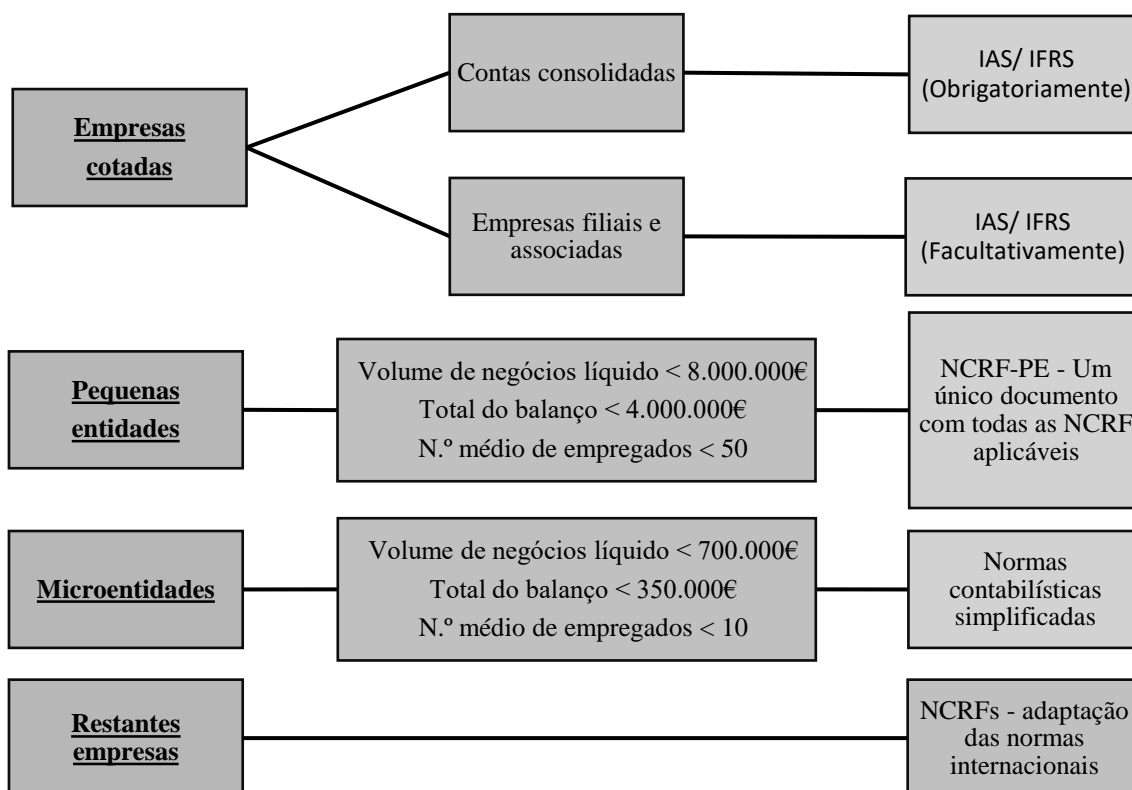 Empresas
cotadas
Contas consolidadas
IAS/ IFRS
(Obrigatoriamente)
Empresas filiais e
associadas
IAS/ IFRS
(Facultativamente)
Pequenas
entidades
Volume de negócios líquido < 8.000.000€
Total do balanço < 4.000.000€
N.º médio de empregados < 50
NCRF-PE - Um
único documento
com todas as NCRF
aplicáveis
Microentidades
Volume de negócios líquido < 700.000€
Total do balanço < 350.000€
N.º médio de empregados < 10
Normas
contabilísticas
simplificadas
Restantes
empresas
NCRFs - adaptação
das normas
internacionais